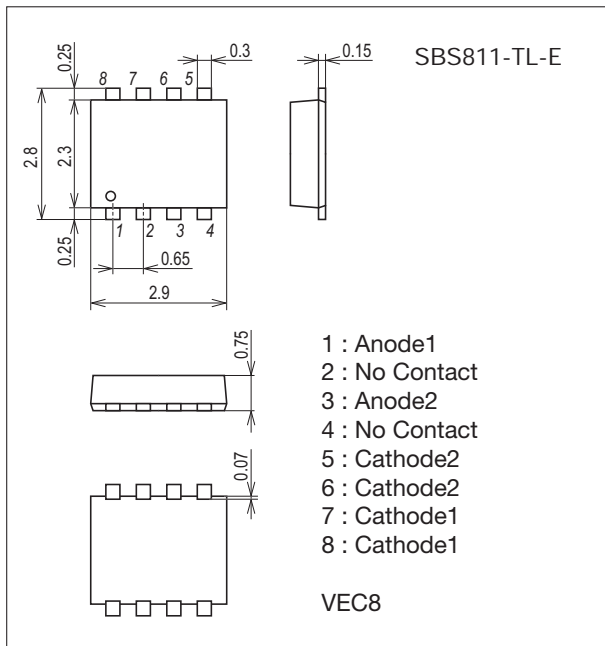 SBS811-TL-E
0.25
0.3
0.15
8 7 6 5
2.8
2.3
0.25
1 2 3 4
0.65
2.9
0.75
0.07
1 : Anode1
2 : No Contact
3 : Anode2
4 : No Contact
5 : Cathode2
6 : Cathode2
7 : Cathode1
8 : Cathode1
VEC8